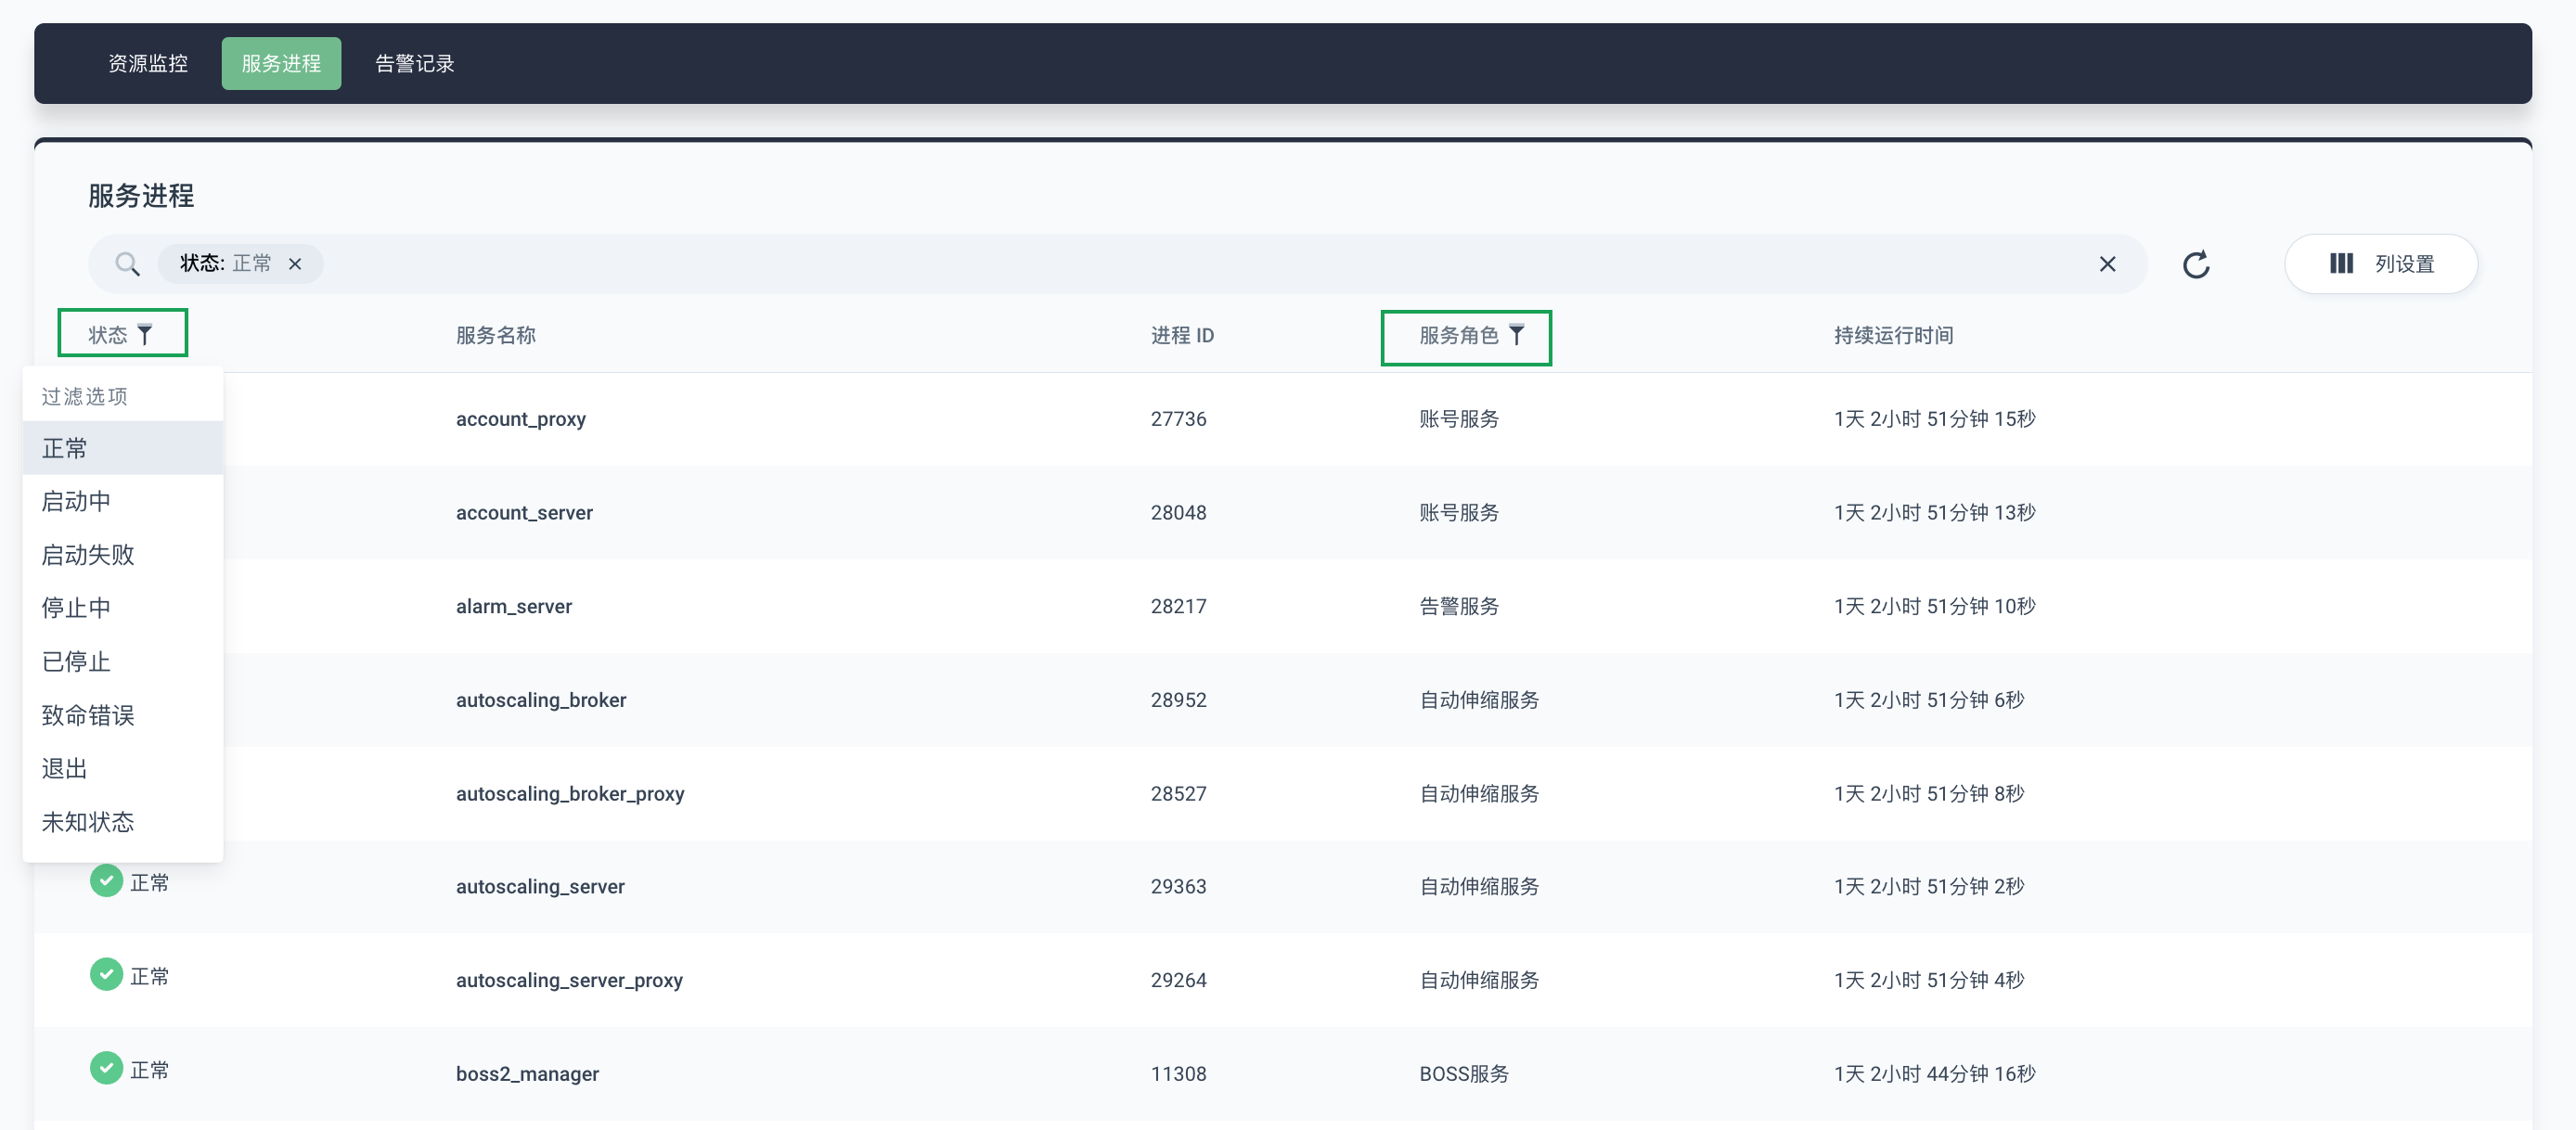 资源监控 服务进程 告警记录
服务进程
状态: 正常
列设置
状态 服务名称 进程 ID 服务角色 持续运行时间
过滤选项
正常
启动中
启动失败
停止中
已停止
致命错误
退出
未知状态
account_proxy 27736 账号服务 1天 2小时 51分钟 15秒
account_server 28048 账号服务 1天 2小时 51分钟 13秒
alarm_server 28217 告警服务 1天 2小时 51分钟 10秒
autoscaling_broker 28952 自动伸缩服务 1天 2小时 51分钟 6秒
autoscaling_broker_proxy 28527 自动伸缩服务 1天 2小时 51分钟 8秒
正常 autoscaling_server 29363 自动伸缩服务 1天 2小时 51分钟 2秒
正常 autoscaling_server_proxy 29264 自动伸缩服务 1天 2小时 51分钟 4秒
正常 boss2_manager 11308 BOSS服务 1天 2小时 44分钟 16秒